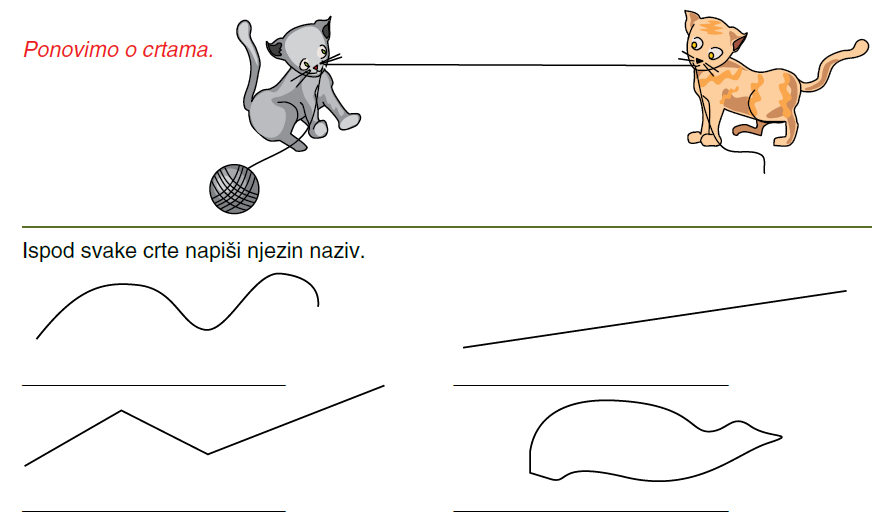 Ponovimo o crtama.
Ispod svake crte napiši njezin naziv.